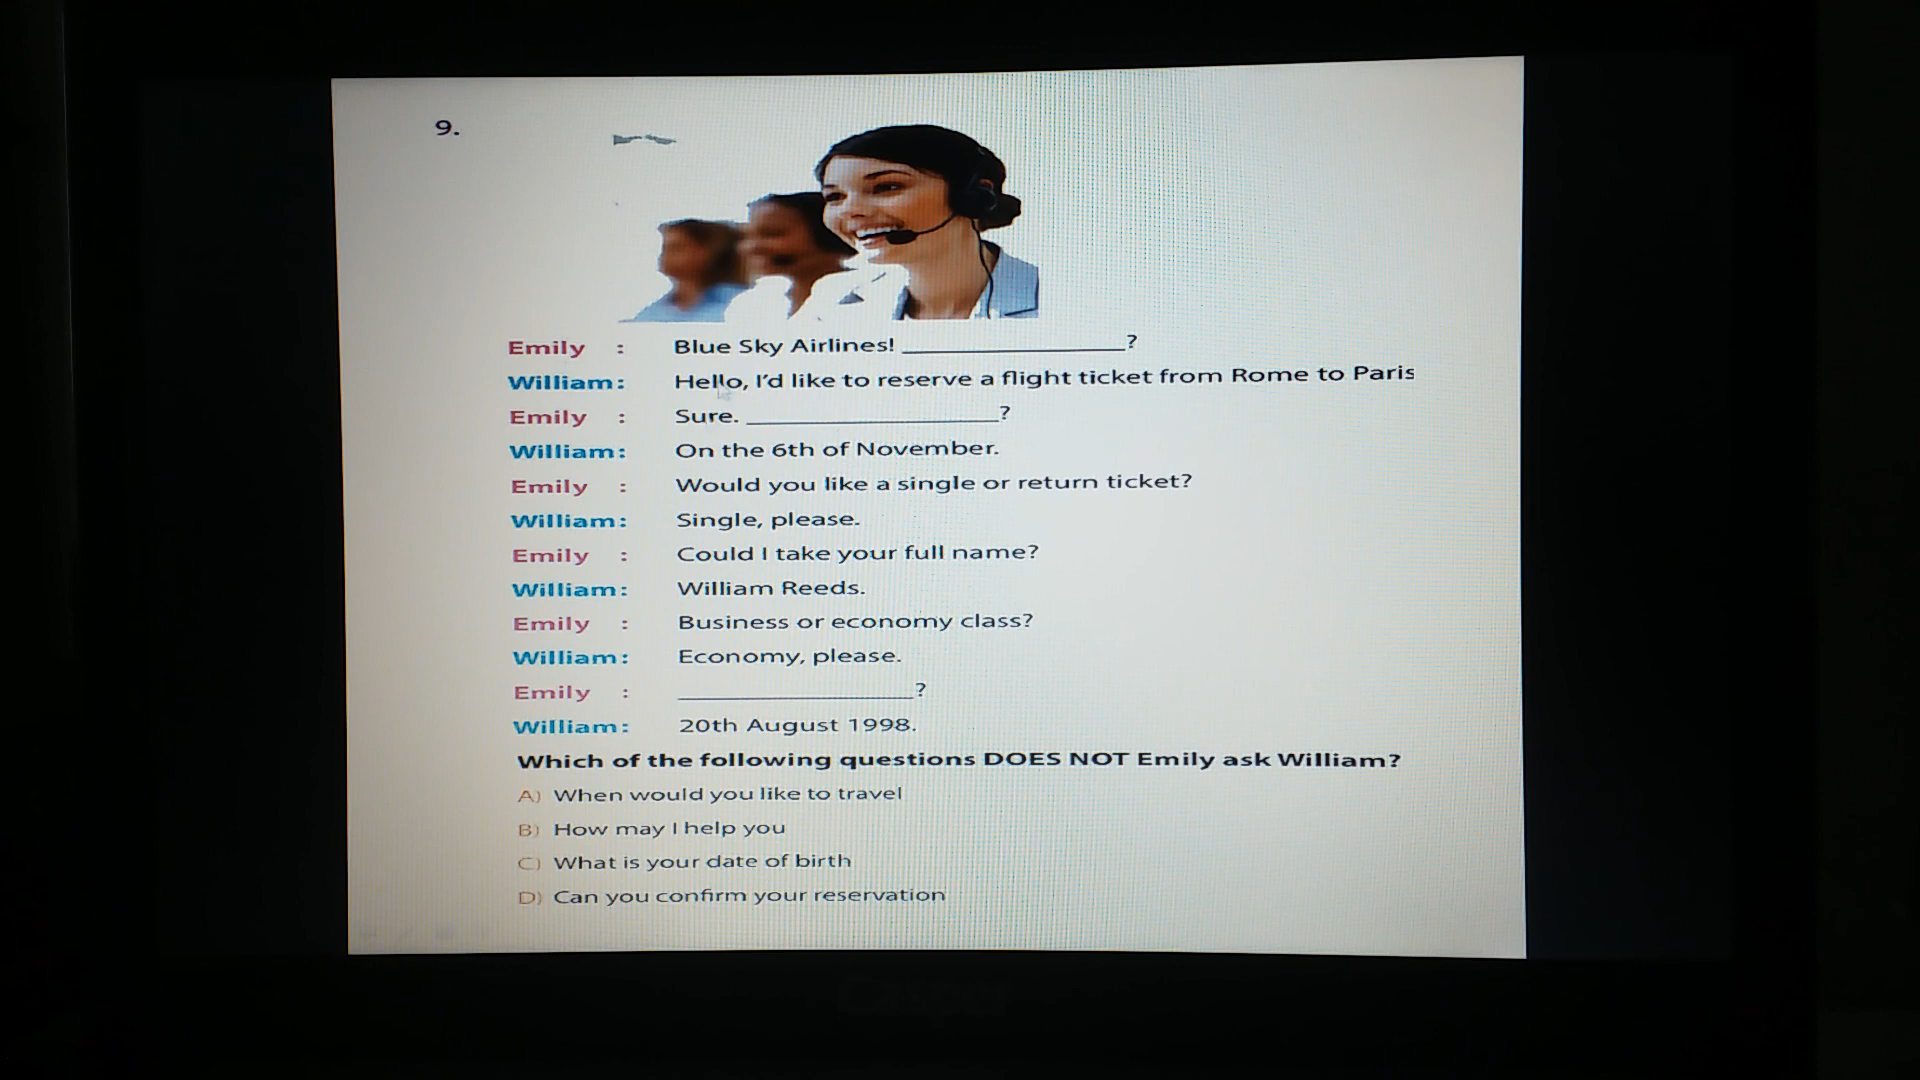 9.
Emily : Blue Sky Airlines! ____________________?
William: Hello, I'd like to reserve a flight ticket from Rome to Paris
Emily : Sure. ______________________?
William: On the 6th of November.
Emily : Would you like a single or return ticket?
William: Single, please.
Emily : Could I take your full name?
William: William Reeds.
Emily : Business or economy class?
William: Economy, please.
Emily : _____________________?
William: 20th August 1998.
Which of the following questions DOES NOT Emily ask William?
A) When would you like to travel
B) How may I help you
C) What is your date of birth
D) Can you confirm your reservation